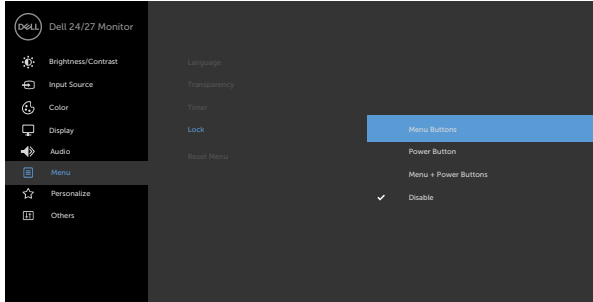 DELL
Dell 24/27 Monitor
Brightness/Contrast
Input Source
Color
Display
Audio
Menu
Personalize
Others
Language
Transparency
Timer
Lock
Reset Menu
Menu Buttons
Power Button
Menu + Power Buttons
Disable